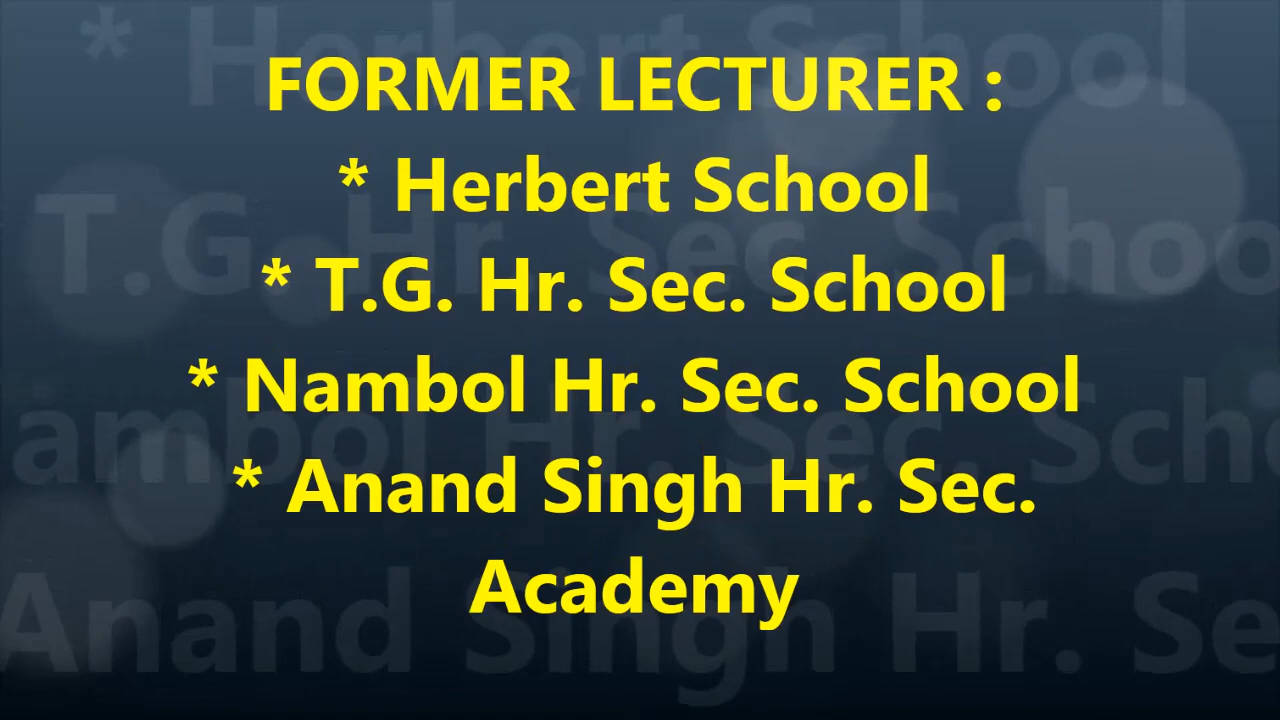 FORMER LECTURER :
* Herbert School
* T.G. Hr. Sec. School
* Nambol Hr. Sec. School
* Anand Singh Hr. Sec.
Academy